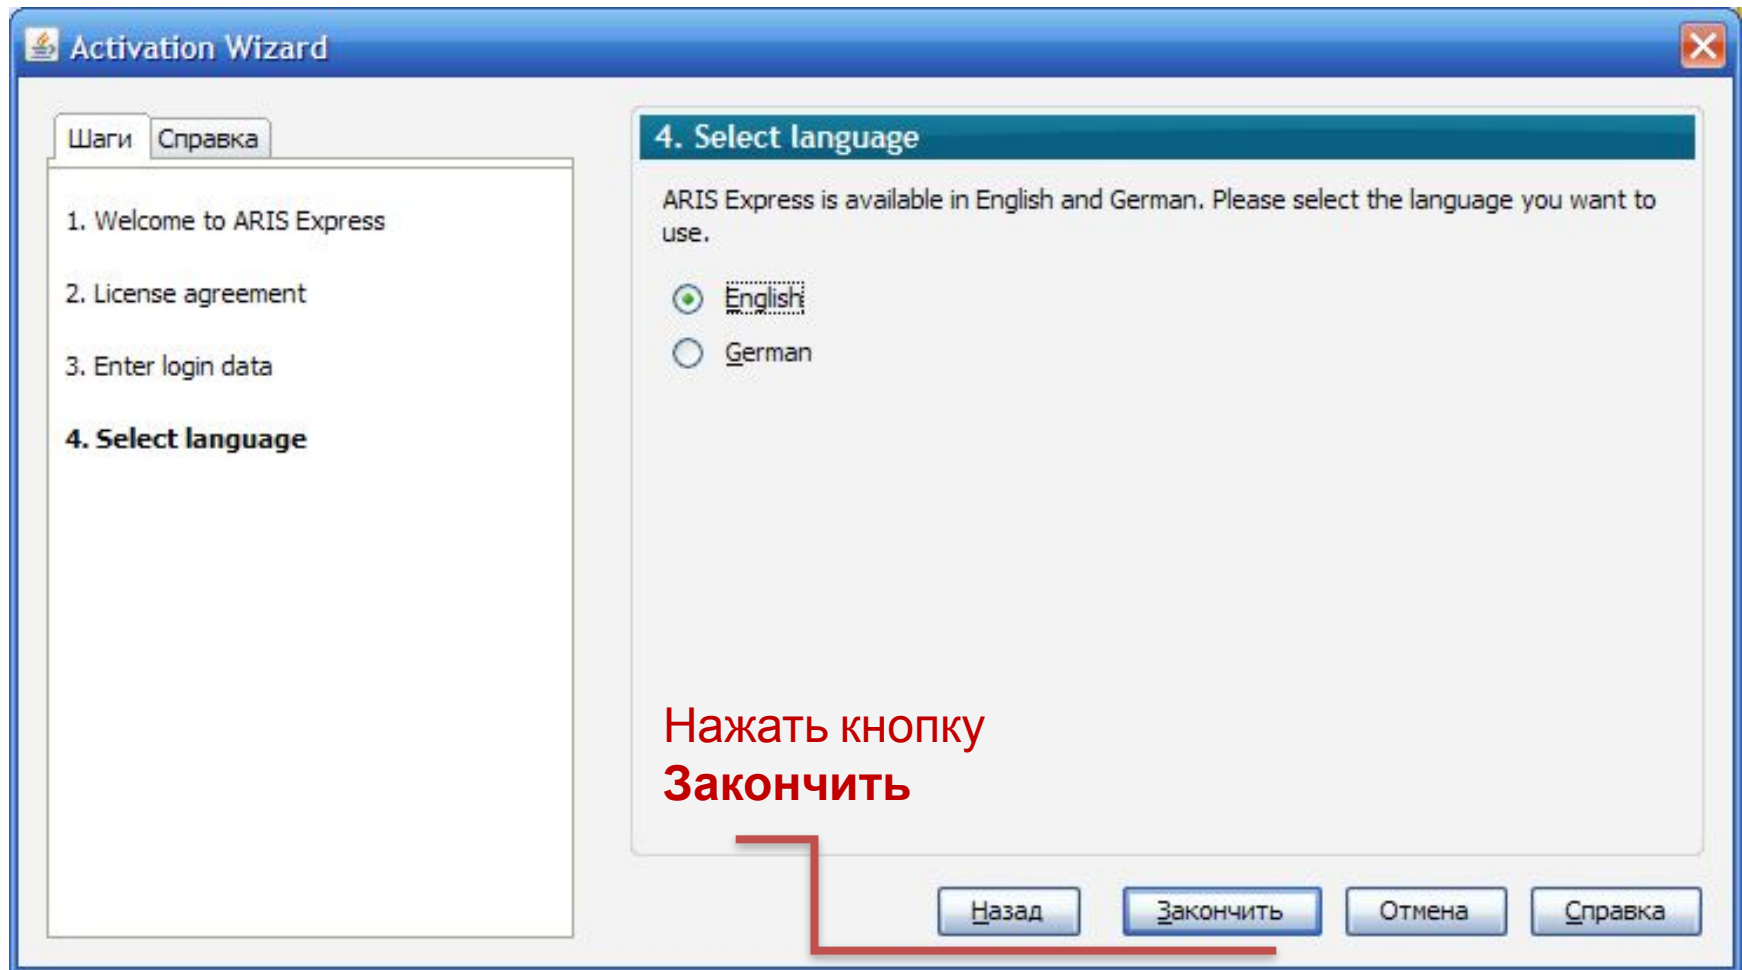 Activation Wizard
Шаги
Справка
1. Welcome to ARIS Express
2. License agreement
3. Enter login data
4. Select language
4. Select language
ARIS Express is available in English and German. Please select the language you want to
use.
English
German
Нажать кнопку
Закончить
Назад
Закончить
Отмена
Справка